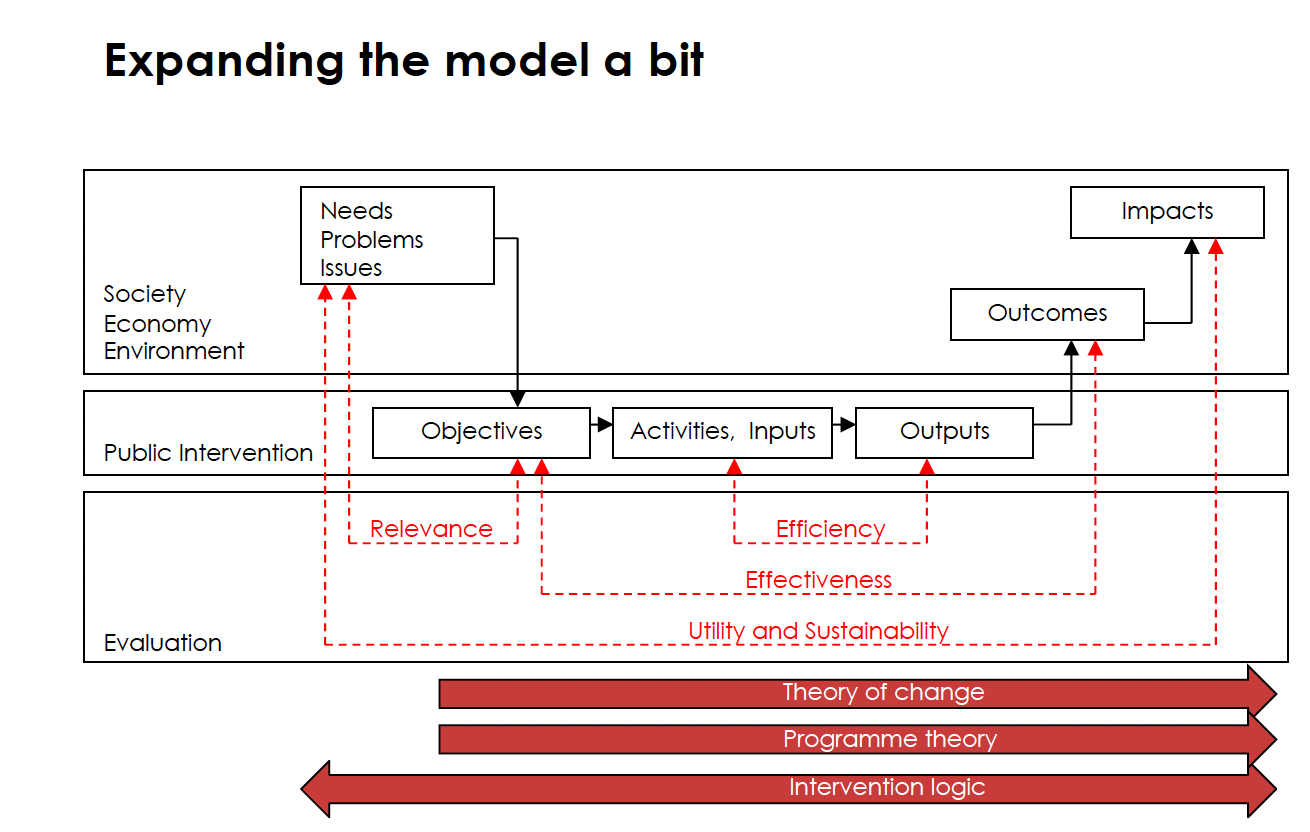 Expanding the model a bit
Needs
Problems
Issues
Impacts
Society
Economy
Environment
Outcomes
Public Intervention
Objectives
Activities, Inputs
Outputs
Relevance
Efficiency
Effectiveness
Utility and Sustainability
Evaluation
Theory of change
Programme theory
Intervention logic